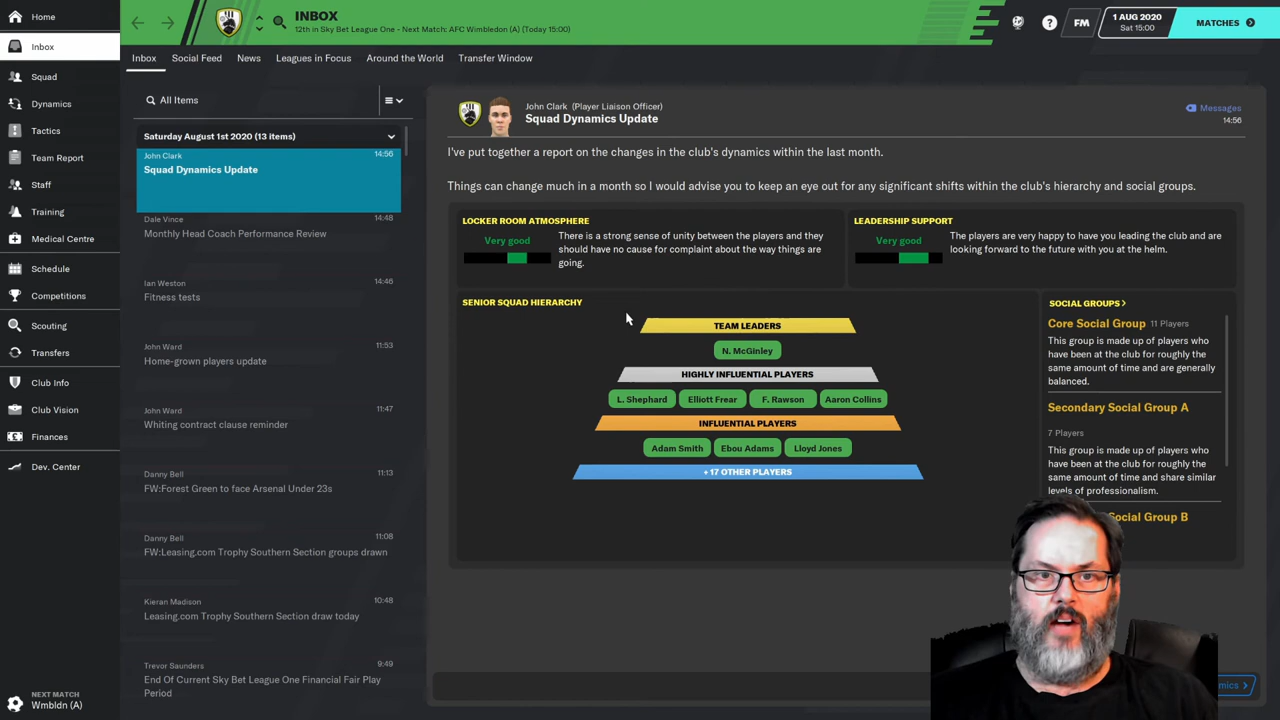 Home
Inbox
Squad
Dynamics
Tactics
Team Report
Staff
Training
Medical Centre
Schedule
Competitions
Scouting
Transfers
Club Info
Club Vision
Finances
Dev. Center
NEXT MATCH
Wmbldn (A)
INBOX
12th in Sky Bet League One - Next Match: AFC Wimbledon (A) (Today 15:00)
?
FM
1 AUG 2020
Sat 15:00
MATCHES
Inbox
Social Feed
News
Leagues in Focus
Around the World
Transfer Window
All Items
Saturday August 1st 2020 (13 items)
John Clark 14:56
Squad Dynamics Update
Dale Vince 14:48
Monthly Head Coach Performance Review
Ian Weston 14:46
Fitness tests
John Ward 11:53
Home-grown players update
John Ward 11:47
Whiting contract clause reminder
Danny Bell 11:13
FW:Forest Green to face Arsenal Under 23s
Danny Bell 11:08
FW:Leasing.com Trophy Southern Section groups drawn
Kieran Madison 10:48
Leasing.com Trophy Southern Section draw today
Trevor Saunders 9:49
End Of Current Sky Bet League One Financial Fair Play
Period
John Clark (Player Liaison Officer)
Squad Dynamics Update
Messages
14:56
I've put together a report on the changes in the club's dynamics within the last month.
Things can change much in a month so I would advise you to keep an eye out for any significant shifts within the club's hierarchy and social groups.
LOCKER ROOM ATMOSPHERE
Very good
There is a strong sense of unity between the players and they
should have no cause for complaint about the way things are
going.
LEADERSHIP SUPPORT
Very good
The players are very happy to have you leading the club and are
looking forward to the future with you at the helm.
SENIOR SQUAD HIERARCHY
TEAM LEADERS
N. McGinley
HIGHLY INFLUENTIAL PLAYERS
L. Shephard
Elliott Frear
F. Rawson
Aaron Collins
INFLUENTIAL PLAYERS
Adam Smith
Ebou Adams
Lloyd Jones
+ 17 OTHER PLAYERS
SOCIAL GROUPS >
Core Social Group 11 Players
This group is made up of players who
have been at the club for roughly the
same amount of time and are generally
balanced.
Secondary Social Group A
7 Players
This group is made up of players who
have been at the club for roughly the
same amount of time and share similar
levels of professionalism.
Social Group B